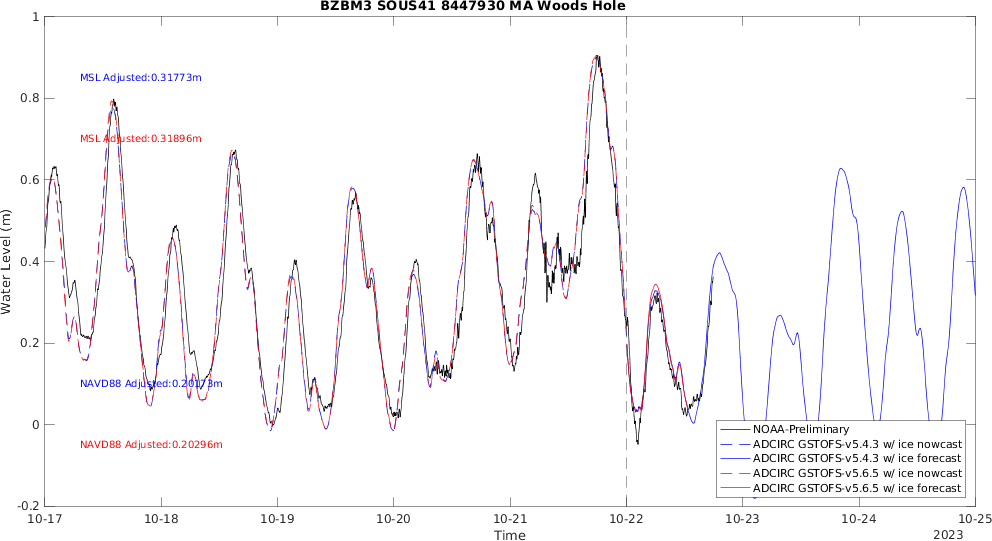 BZBM3 SOUS41 8447930 MA Woods Hole
1
0.8
0.6
0.4
0.2
0
-0.2
Water Level (m)
MSL Adjusted:0.31773m
MSL Adjusted:0.31896m
NAVD88 Adjusted:0.20173m
NAVD88 Adjusted:0.20296m
NOAA-Preliminary
ADCIRC GSTOFS-v5.4.3 w/ ice nowcast
ADCIRC GSTOFS-v5.4.3 w/ ice forecast
ADCIRC GSTOFS-v5.6.5 w/ ice nowcast
ADCIRC GSTOFS-v5.6.5 w/ ice forecast
10-17 10-18 10-19 10-20 10-21 10-22 10-23 10-24 10-25
Time
2023